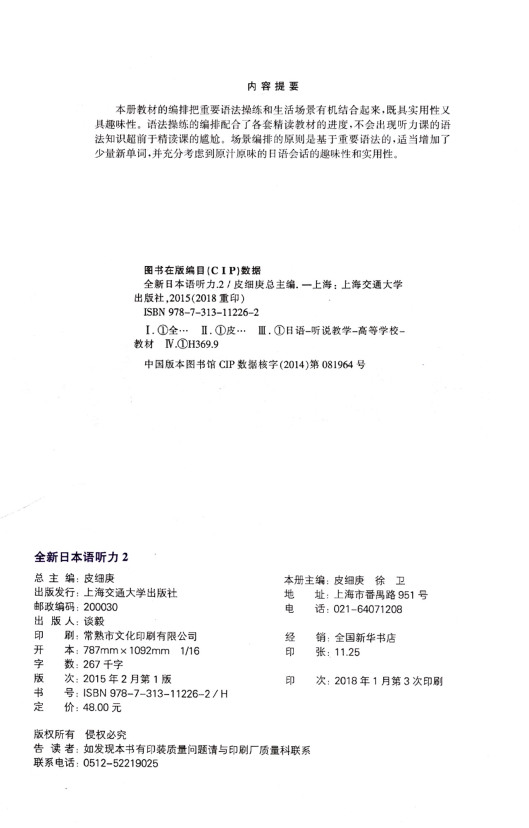 内 容 提 要
本册教材的编排把重要语法操练和生活场景有机结合起来，既具实用性又
具趣味性。语法操练的编排配合了各套精读教材的进度，不会出现听力课的语
法知识超前于精读课的尴尬。场景编排的原则是基于重要语法的，适当增加了
少量新单词，并充分考虑到原汁原味的日语会话的趣味性和实用性。
图书在版编目(CIP)数据
全新日本语听力.2 / 皮细庚总主编. —上海：上海交通大学
出版社，2015(2018重印)
ISBN 978-7-313-11226-2
Ⅰ.①全… Ⅱ.①皮… Ⅲ.①日语-听说教学-高等学校-
教材 Ⅳ.①H369.9
中国版本图书馆CIP数据核字(2014)第081964号
全新日本语听力 2
总 主 编：皮细庚 本册主编：皮细庚 徐 卫
出版发行：上海交通大学出版社 地 址：上海市番禺路951号
邮政编码：200030 电 话：021-64071208
出 版 人：谈毅
印 刷：常熟市文化印刷有限公司 经 销：全国新华书店
开 本：787mm×1092mm 1/16 印 张：11.25
字 数：267千字
版 次：2015年2月第1版 印 次：2018年1月第3次印刷
书 号：ISBN 978-7-313-11226-2/H
定 价：48.00元
版权所有 侵权必究
告 读 者：如发现本书有印装质量问题请与印刷厂质量科联系
联系电话：0512-52219025